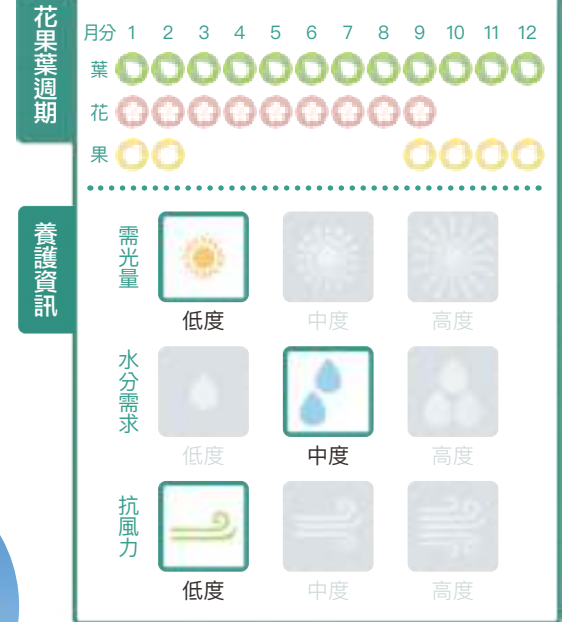 花果葉週期
月分 1 2 3 4 5 6 7 8 9 10 11 12
葉
花
果
養護資訊
需光量
低度 中度 高度
水分需求
低度 中度 高度
抗風力
低度 中度 高度